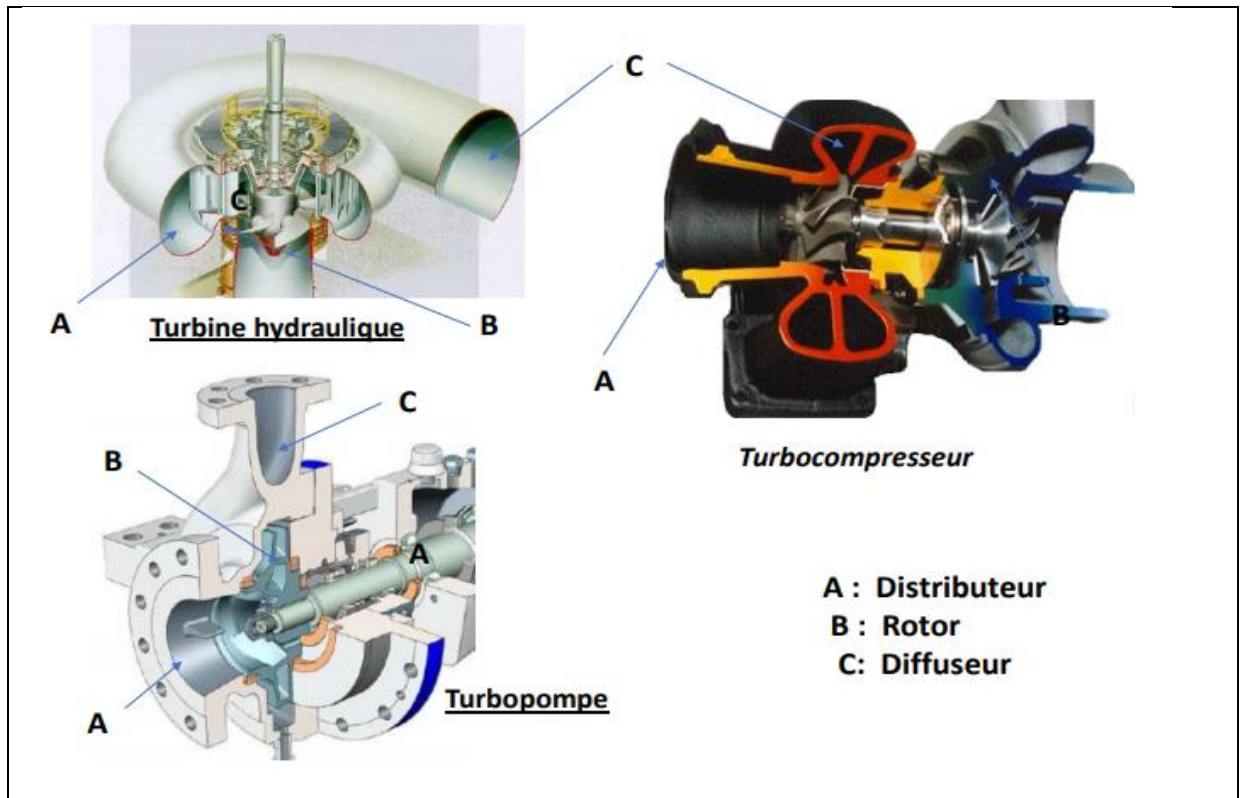 C
C
A
B
Turbine hydraulique
B
A
Turbocompresseur
C
B
A
A
Turbopompe
A : Distributeur
B : Rotor
C: Diffuseur